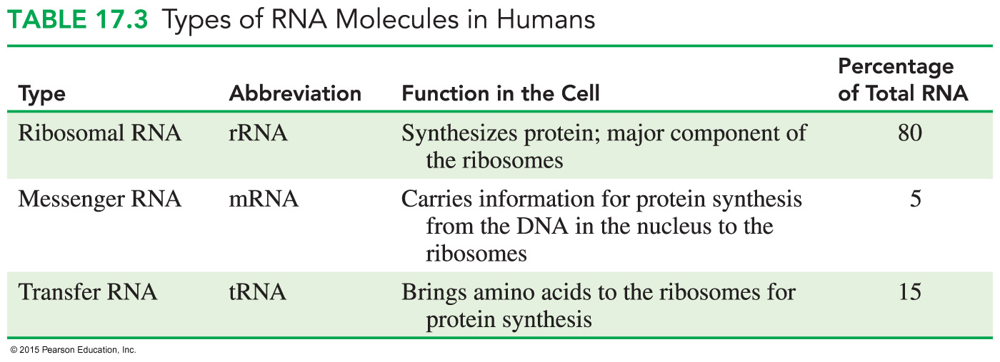 TABLE 17.3 Types of RNA Molecules in Humans
Percentage
Type Abbreviation Function in the Cell of Total RNA
Ribosomal RNA rRNA Synthesizes protein; major component of 80
the ribosomes
Messenger RNA mRNA Carries information for protein synthesis 5
from the DNA in the nucleus to the
ribosomes
Transfer RNA tRNA Brings amino acids to the ribosomes for 15
protein synthesis
© 2015 Pearson Education, Inc.